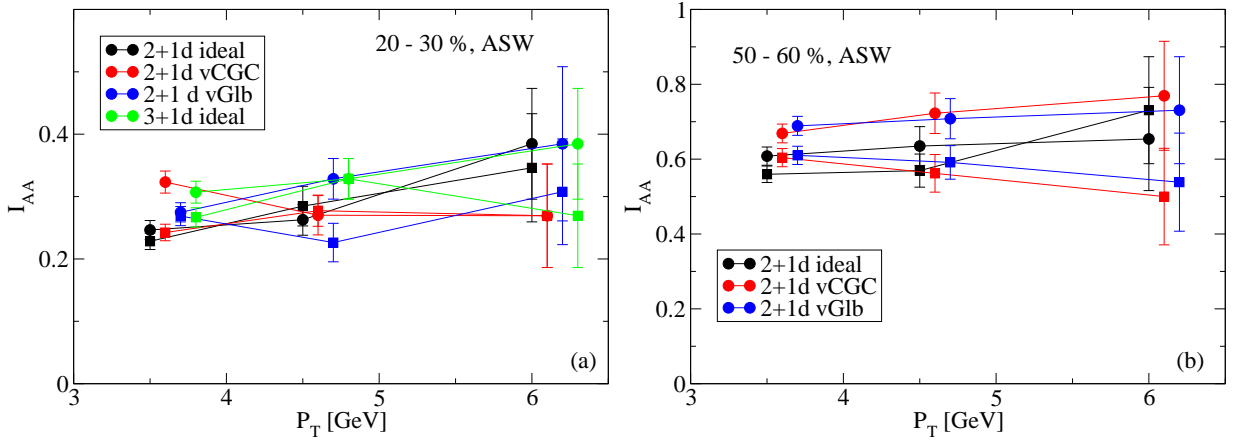 20 - 30 %, ASW
2+1d ideal
2+1d vCGC
2+1 d vGlb
3+1d ideal
0.4
0.2
0
I_AA
3 4 5 6
P_T [GeV]
(a)
50 - 60 %, ASW
1
0.8
0.6
0.4
0.2
0
I_AA
2+1d ideal
2+1d vCGC
2+1d vGlb
3 4 5 6
P_T [GeV]
(b)